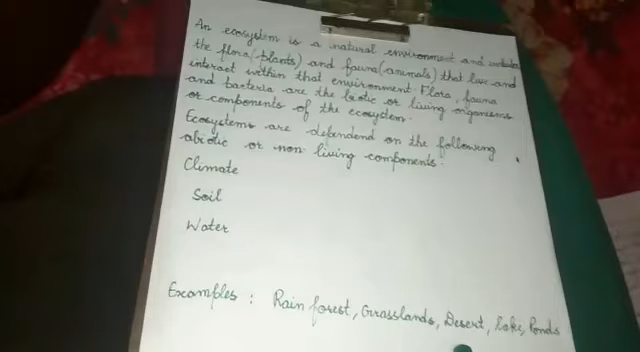 An ecosystem is a natural environment and includes
the flora (plants) and fauna (animals) that live and
interact within that environment. Flora, fauna
and bacteria are the biotic or living organisms
or components of the ecosystem.
Ecosystems are dependend on the following
abiotic or non living components.
Climate
Soil
Water
Examples : Rain forest, Grasslands, Desert, lake, Ponds